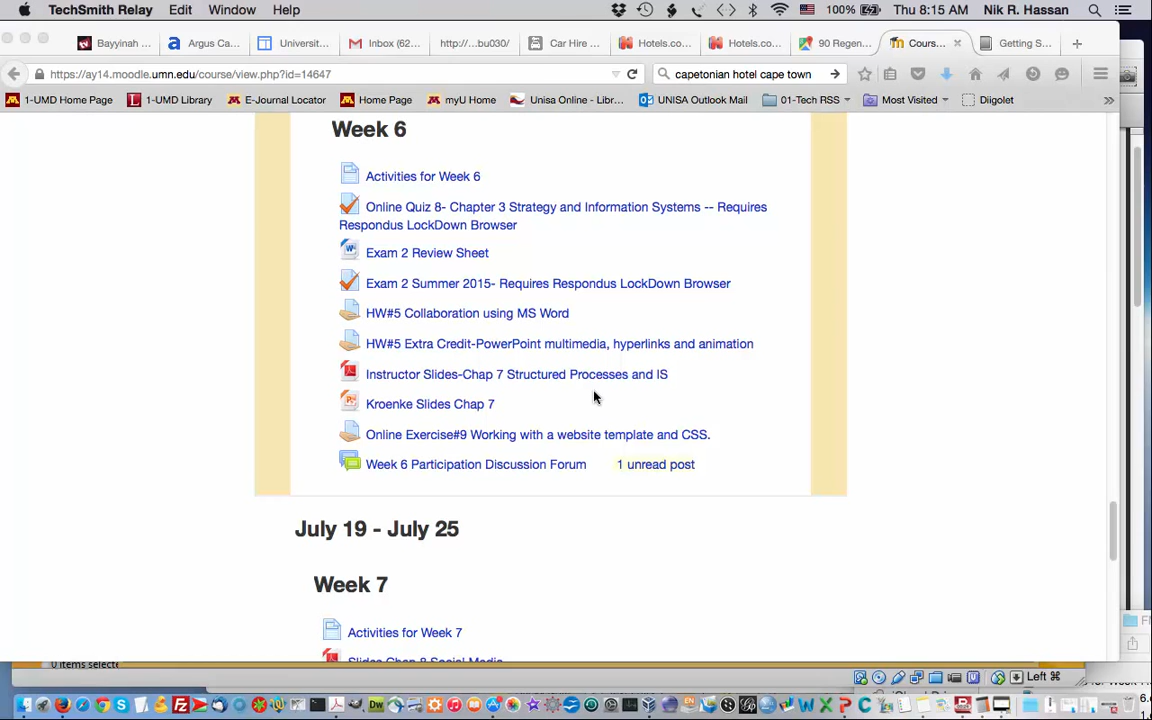 TechSmith Relay Edit Window Help 100% Thu 8:15 AM Nik R. Hassan
Bayyinah ... Argus Ca... Universit... Inbox (62... http:...bu030/ Car Hire ... Hotels.co... Hotels.co... 90 Regen... Cours... × Getting S... +
https://ay14.moodle.umn.edu/course/view.php?id=14647 capetonian hotel cape town
1-UMD Home Page 1-UMD Library E-Journal Locator Home Page myU Home Unisa Online - Libr... UNISA Outlook Mail 01-Tech RSS Most Visited Diigolet »
Week 6
Activities for Week 6
Online Quiz 8- Chapter 3 Strategy and Information Systems -- Requires
Respondus LockDown Browser
Exam 2 Review Sheet
Exam 2 Summer 2015- Requires Respondus LockDown Browser
HW#5 Collaboration using MS Word
HW#5 Extra Credit-PowerPoint multimedia, hyperlinks and animation
Instructor Slides-Chap 7 Structured Processes and IS
Kroenke Slides Chap 7
Online Exercise#9 Working with a website template and CSS.
Week 6 Participation Discussion Forum 1 unread post
July 19 - July 25
Week 7
Activities for Week 7
Slides Chap 8 Social Media
0 items selecte
Left ⌘